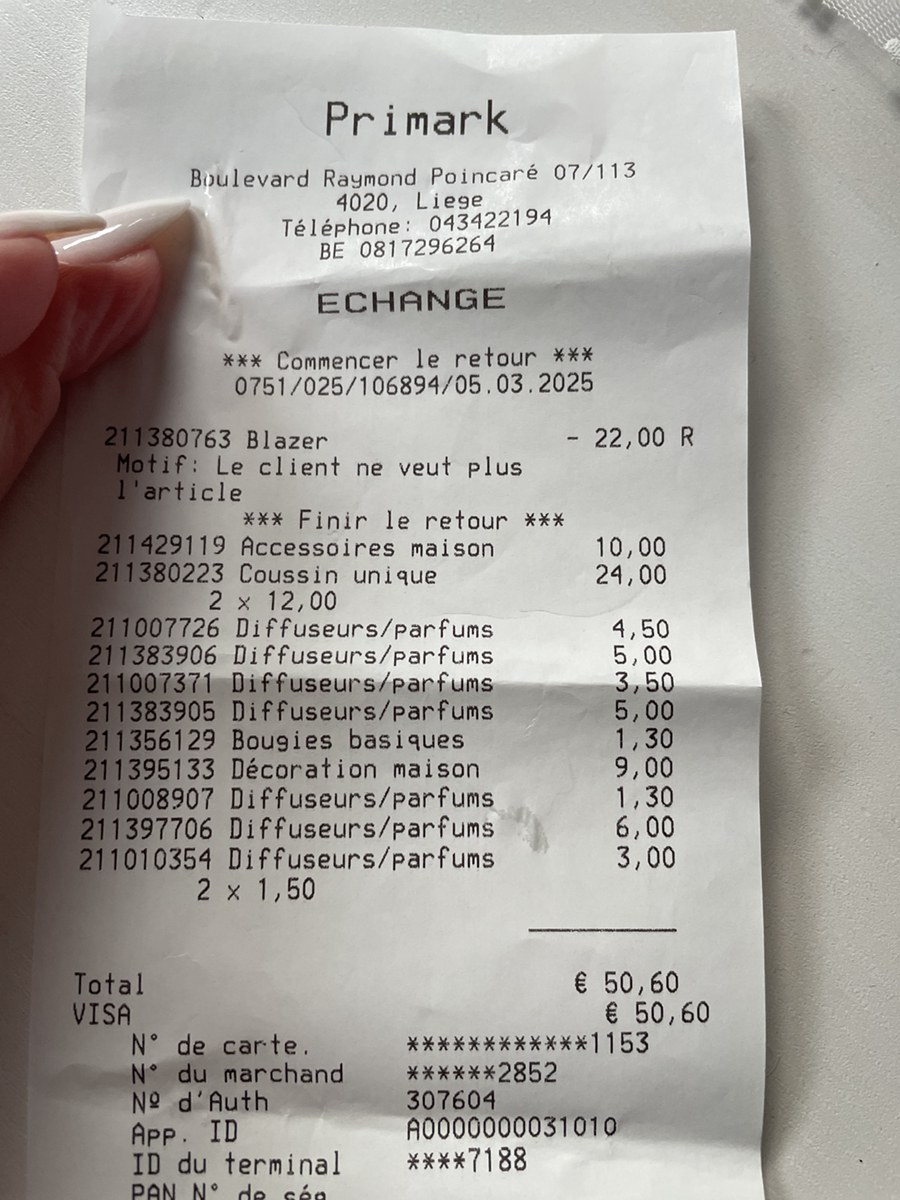 Primark
Boulevard Raymond Poincaré 07/113
4020, Liege
Téléphone: 043422194
BE 0817296264
ECHANGE
*** Commencer le retour ***
0751/025/106894/05.03.2025
211380763 Blazer - 22,00 R
Motif: Le client ne veut plus
l'article
*** Finir le retour ***
211429119 Accessoires maison 10,00
211380223 Coussin unique 24,00
2 x 12,00
211007726 Diffuseurs/parfums 4,50
211383906 Diffuseurs/parfums 5,00
211007371 Diffuseurs/parfums 3,50
211383905 Diffuseurs/parfums 5,00
211356129 Bougies basiques 1,30
211395133 Décoration maison 9,00
211008907 Diffuseurs/parfums 1,30
211397706 Diffuseurs/parfums 6,00
211010354 Diffuseurs/parfums 3,00
2 x 1,50
Total € 50,60
VISA € 50,60
N° de carte. ************1153
N° du marchand ******2852
Nº d'Auth 307604
App. ID A0000000031010
ID du terminal ****7188
PAN N° de séq